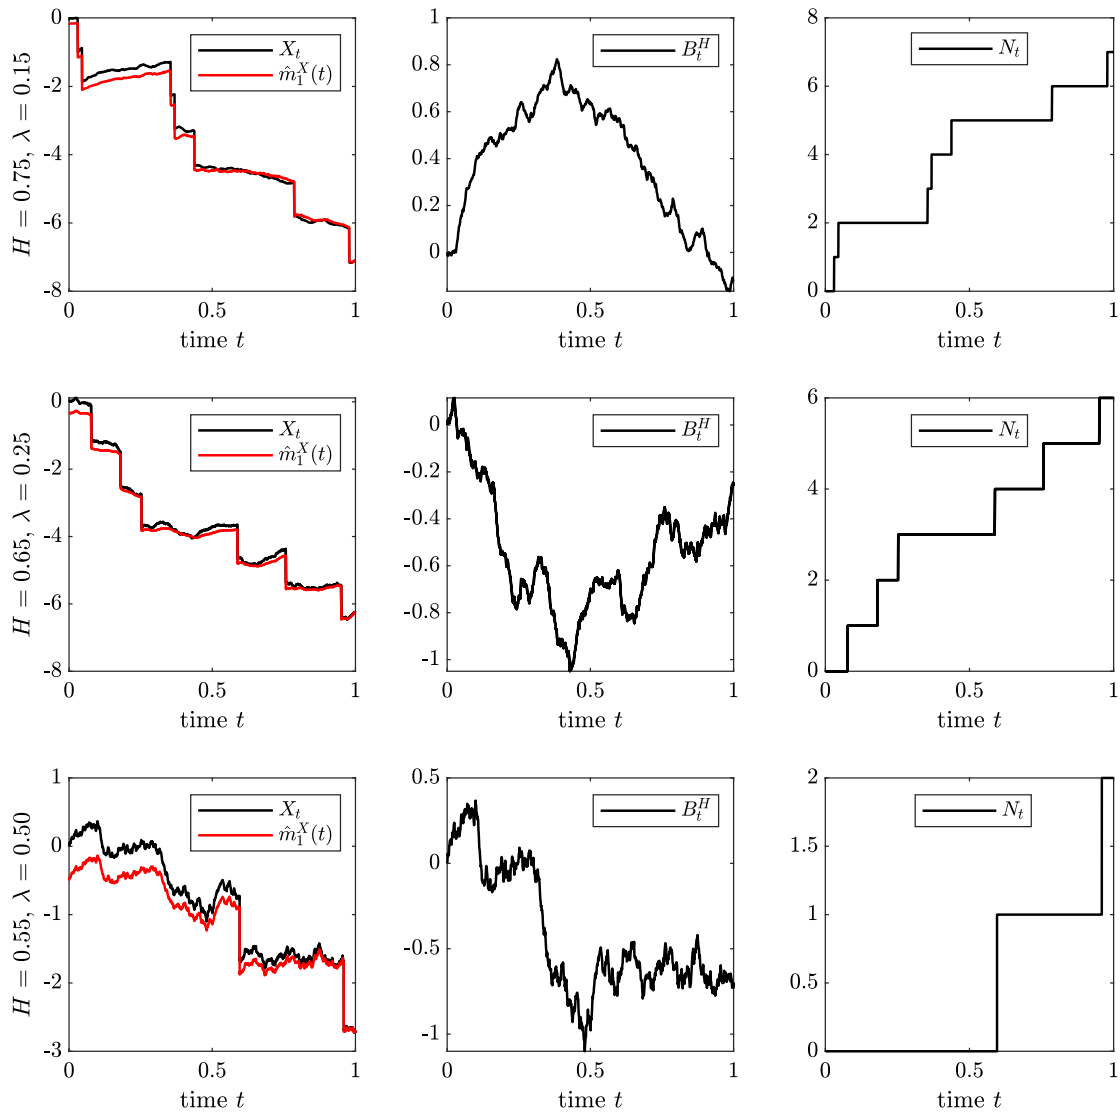 H = 0.75, λ = 0.15
0
-2
-4
-6
-8
0 0.5 1
time t
X_t
m̂₁ˣ(t)
1
0.8
0.6
0.4
0.2
0
0 0.5 1
time t
B_t^H
8
6
4
2
0
0 0.5 1
time t
N_t
H = 0.65, λ = 0.25
0
-2
-4
-6
-8
0 0.5 1
time t
X_t
m̂₁ˣ(t)
0
-0.2
-0.4
-0.6
-0.8
-1
0 0.5 1
time t
B_t^H
6
4
2
0
0 0.5 1
time t
N_t
H = 0.55, λ = 0.50
1
0
-1
-2
-3
0 0.5 1
time t
X_t
m̂₁ˣ(t)
0.5
0
-0.5
-1
0 0.5 1
time t
B_t^H
2
1.5
1
0.5
0
0 0.5 1
time t
N_t